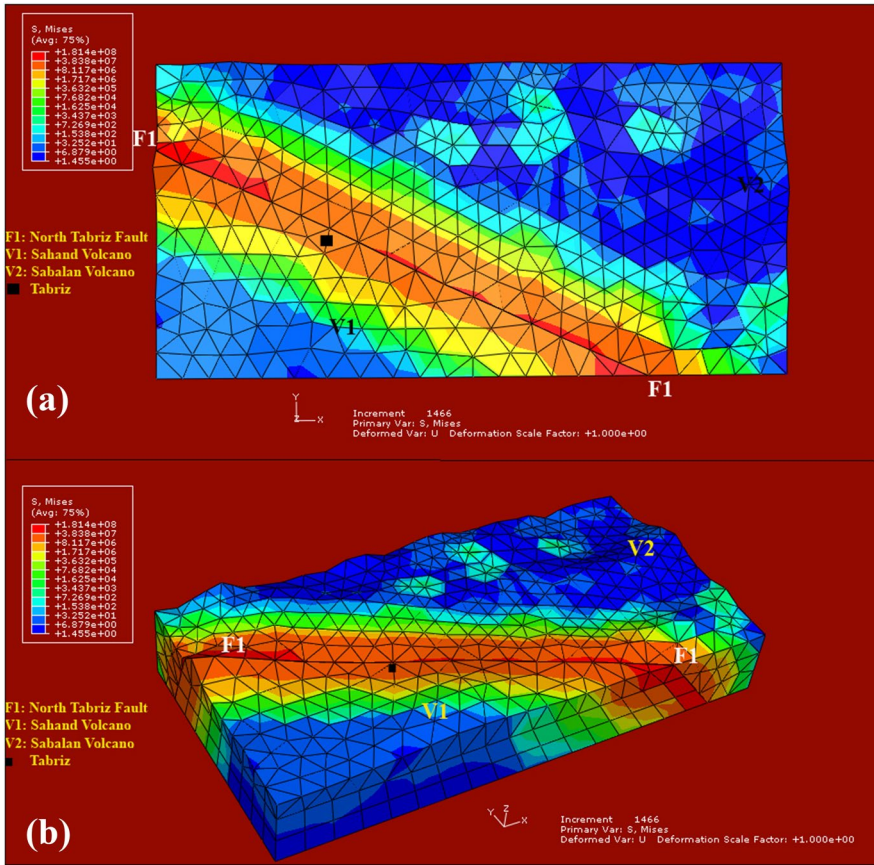 S, Mises
(Avg: 75%)
+1.814e+08
+3.838e+07
+8.117e+06
+1.717e+06
+3.632e+05
+7.682e+04
+1.625e+04
+3.437e+03
+7.269e+02
+1.538e+02
+3.252e+01
+6.879e+00
+1.455e+00
F1
V2
F1: North Tabriz Fault
V1: Sahand Volcano
V2: Sabalan Volcano
Tabriz
V1
F1
(a)
Y
Z X
Increment 1466
Primary Var: S, Mises
Deformed Var: U Deformation Scale Factor: +1.000e+00
S, Mises
(Avg: 75%)
+1.814e+08
+3.838e+07
+8.117e+06
+1.717e+06
+3.632e+05
+7.682e+04
+1.625e+04
+3.437e+03
+7.269e+02
+1.538e+02
+3.252e+01
+6.879e+00
+1.455e+00
V2
F1
F1
F1: North Tabriz Fault
V1: Sahand Volcano
V2: Sabalan Volcano
Tabriz
V1
(b)
Y Z X
Increment 1466
Primary Var: S, Mises
Deformed Var: U Deformation Scale Factor: +1.000e+00